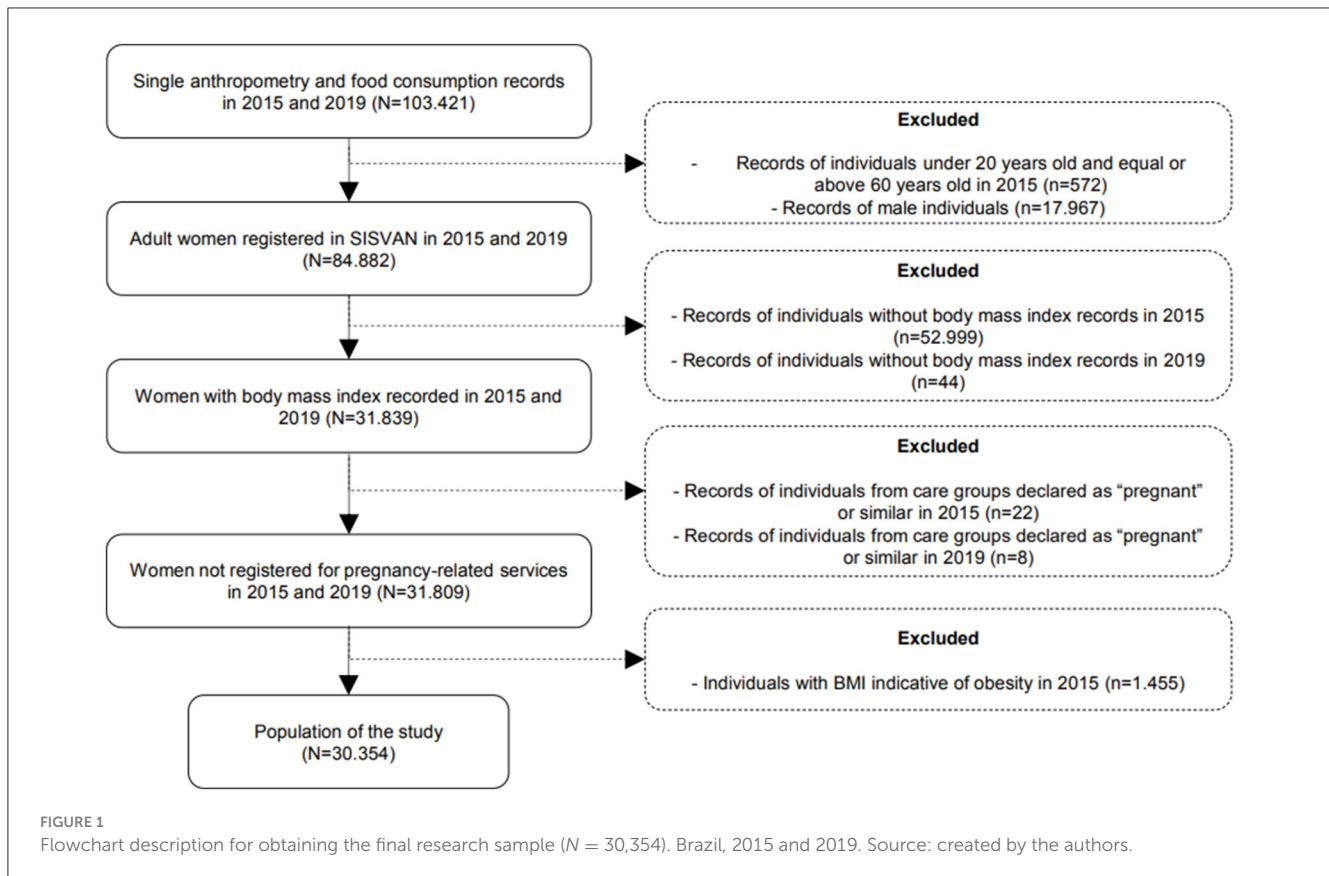 Single anthropometry and food consumption records
in 2015 and 2019 (N=103.421)
Excluded
- Records of individuals under 20 years old and equal or
above 60 years old in 2015 (n=572)
- Records of male individuals (n=17.967)
Adult women registered in SISVAN in 2015 and 2019
(N=84.882)
Excluded
- Records of individuals without body mass index records in 2015
(n=52.999)
- Records of individuals without body mass index records in 2019
(n=44)
Women with body mass index recorded in 2015 and
2019 (N=31.839)
Excluded
- Records of individuals from care groups declared as “pregnant”
or similar in 2015 (n=22)
- Records of individuals from care groups declared as “pregnant”
or similar in 2019 (n=8)
Women not registered for pregnancy-related services
in 2015 and 2019 (N=31.809)
Excluded
- Individuals with BMI indicative of obesity in 2015 (n=1.455)
Population of the study
(N=30.354)
FIGURE 1
Flowchart description for obtaining the final research sample (N = 30,354). Brazil, 2015 and 2019. Source: created by the authors.